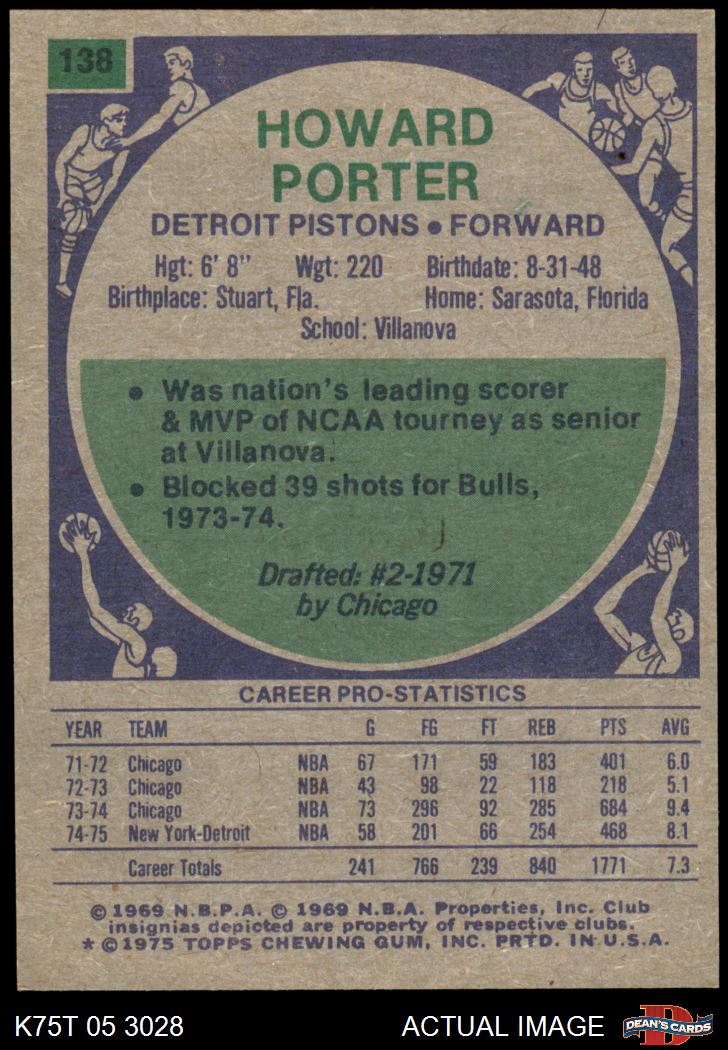 138
HOWARD
PORTER
DETROIT PISTONS • FORWARD
Hgt: 6' 8" Wgt: 220 Birthdate: 8-31-48
Birthplace: Stuart, Fla. Home: Sarasota, Florida
School: Villanova
• Was nation's leading scorer
& MVP of NCAA tourney as senior
at Villanova.
• Blocked 39 shots for Bulls,
1973-74.
Drafted: #2-1971
by Chicago
CAREER PRO-STATISTICS
YEAR TEAM G FG FT REB PTS AVG
71-72 Chicago NBA 67 171 59 183 401 6.0
72-73 Chicago NBA 43 98 22 118 218 5.1
73-74 Chicago NBA 73 296 92 285 684 9.4
74-75 New York-Detroit NBA 58 201 66 254 468 8.1
Career Totals 241 766 239 840 1771 7.3
© 1969 N.B.P.A. © 1969 N.B.A. Properties, Inc. Club
insignias depicted are property of respective clubs.
* © 1975 TOPPS CHEWING GUM, INC. PRTD. IN U.S.A.
K75T 05 3028 ACTUAL IMAGE DEAN'S CARDS